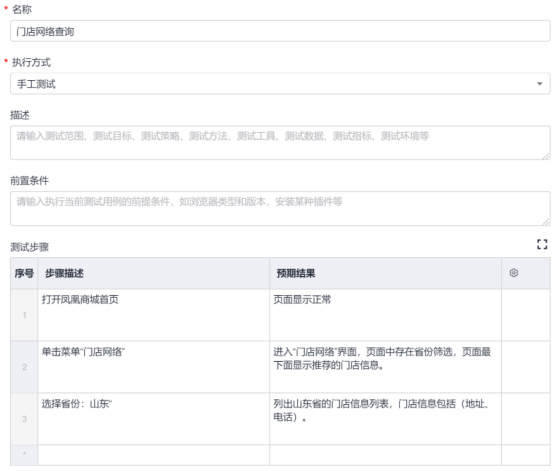 * 名称
门店网络查询
* 执行方式
手工测试
描述
请输入测试范围、测试目标、测试策略、测试方法、测试工具、测试数据、测试指标、测试环境等
前置条件
请输入执行当前测试用例的前提条件，如浏览器类型和版本，安装某种插件等
测试步骤
序号 步骤描述 预期结果
1 打开凤凰商城首页 页面显示正常
2 单击菜单“门店网络” 进入“门店网络”界面，页面中存在省份筛选，页面最
下面显示推荐的门店信息。
3 选择省份：山东” 列出山东省的门店信息列表，门店信息包括（地址、
电话）。
*